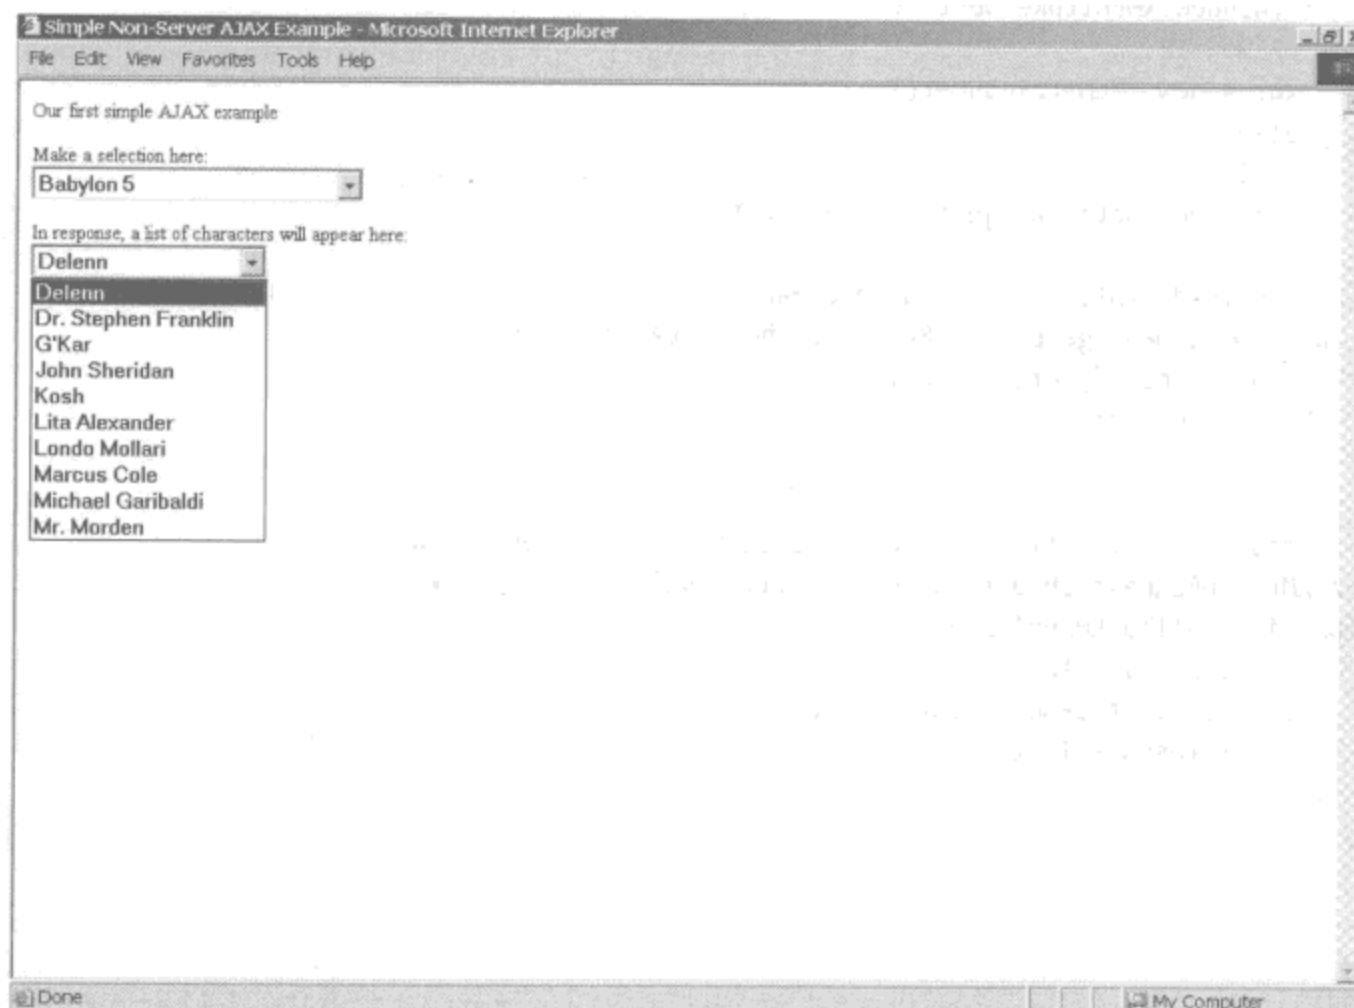 Simple Non-Server AJAX Example - Microsoft Internet Explorer
File Edit View Favorites Tools Help
Our first simple AJAX example
Make a selection here:
Babylon 5
In response, a list of characters will appear here:
Delenn
Delenn
Dr. Stephen Franklin
G'Kar
John Sheridan
Kosh
Lita Alexander
Londo Mollari
Marcus Cole
Michael Garibaldi
Mr. Morden
Done
My Computer